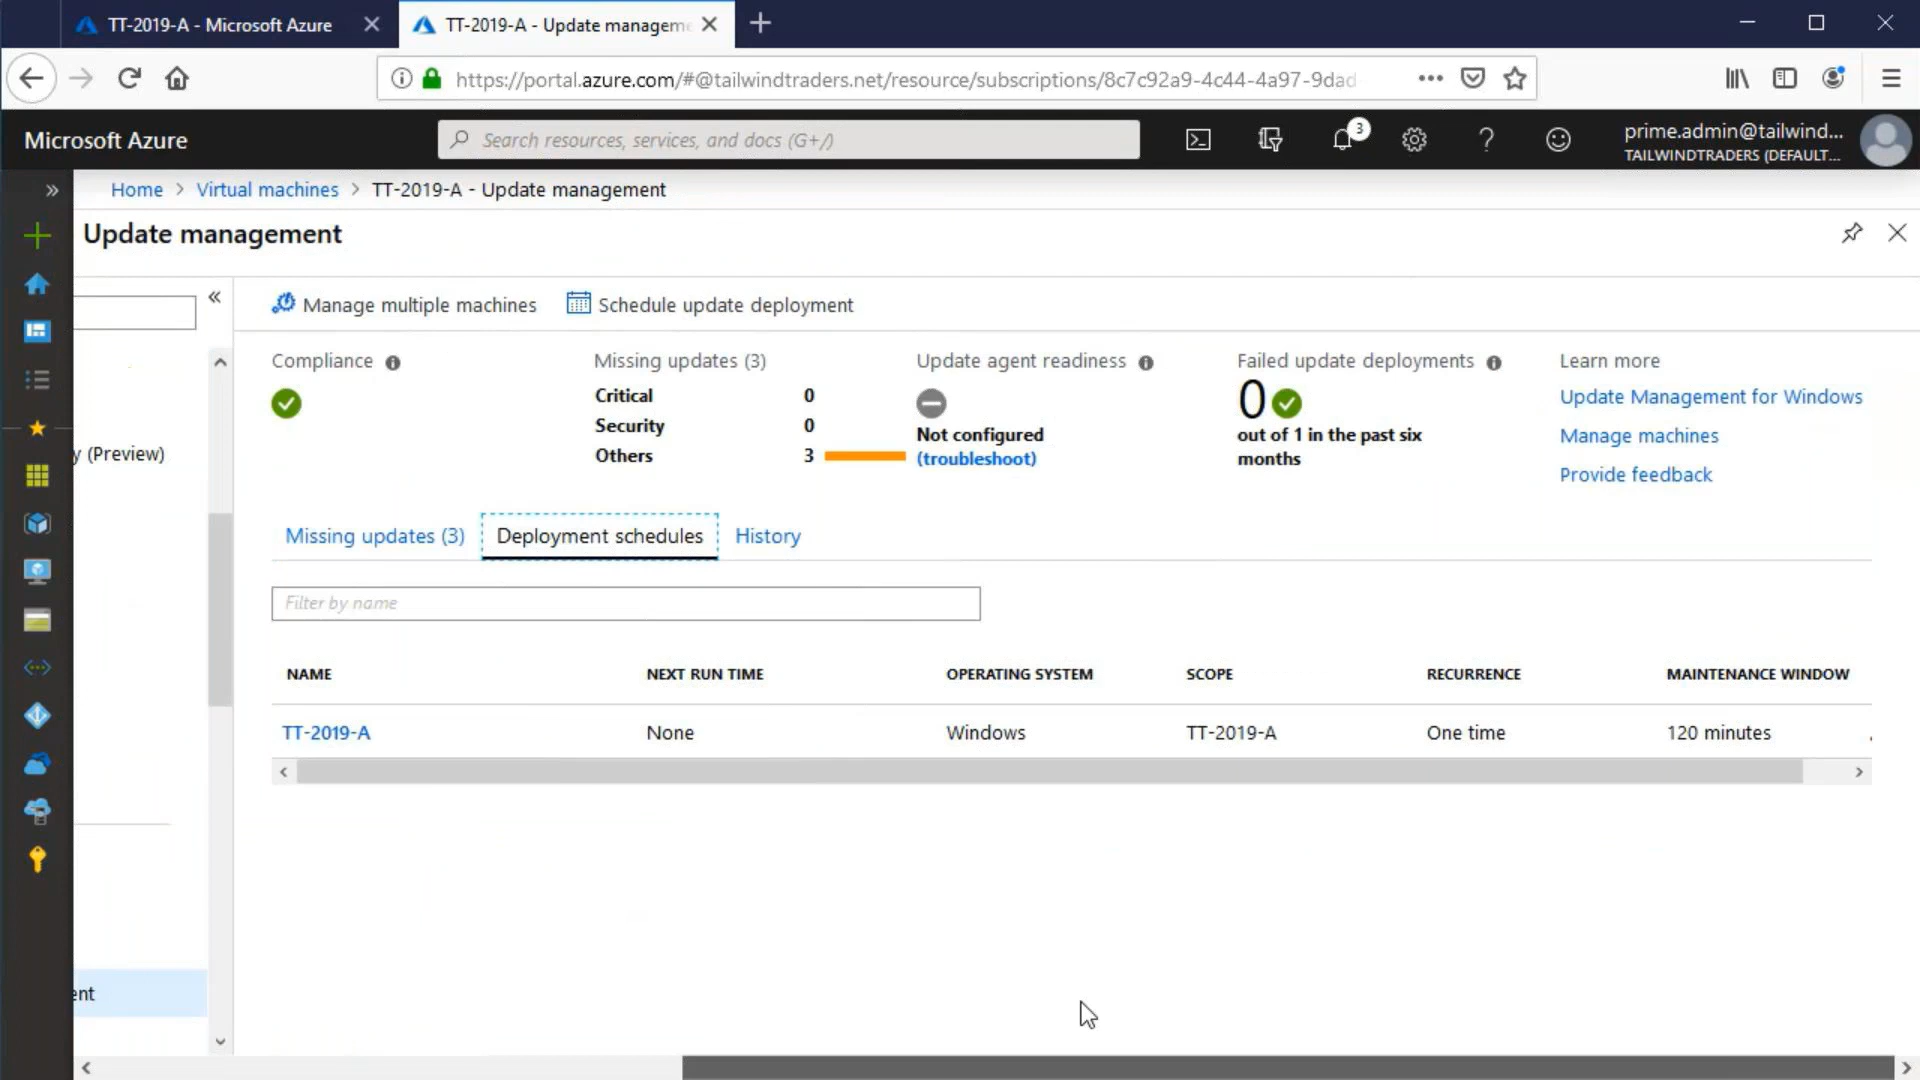 TT-2019-A - Microsoft Azure
TT-2019-A - Update managem
https://portal.azure.com/#@tailwindtraders.net/resource/subscriptions/8c7c92a9-4c44-4a97-9dad
Microsoft Azure
Search resources, services, and docs (G+/)
3
prime.admin@tailwind...
TAILWINDTRADERS (DEFAULT...
Home > Virtual machines > TT-2019-A - Update management
Update management
Manage multiple machines
Schedule update deployment
Compliance
Missing updates (3)
Critical 0
Security 0
Others 3
Update agent readiness
Not configured
(troubleshoot)
Failed update deployments
0
out of 1 in the past six
months
Learn more
Update Management for Windows
Manage machines
Provide feedback
y (Preview)
ent
Missing updates (3)
Deployment schedules
History
Filter by name
NAME NEXT RUN TIME OPERATING SYSTEM SCOPE RECURRENCE MAINTENANCE WINDOW
TT-2019-A None Windows TT-2019-A One time 120 minutes